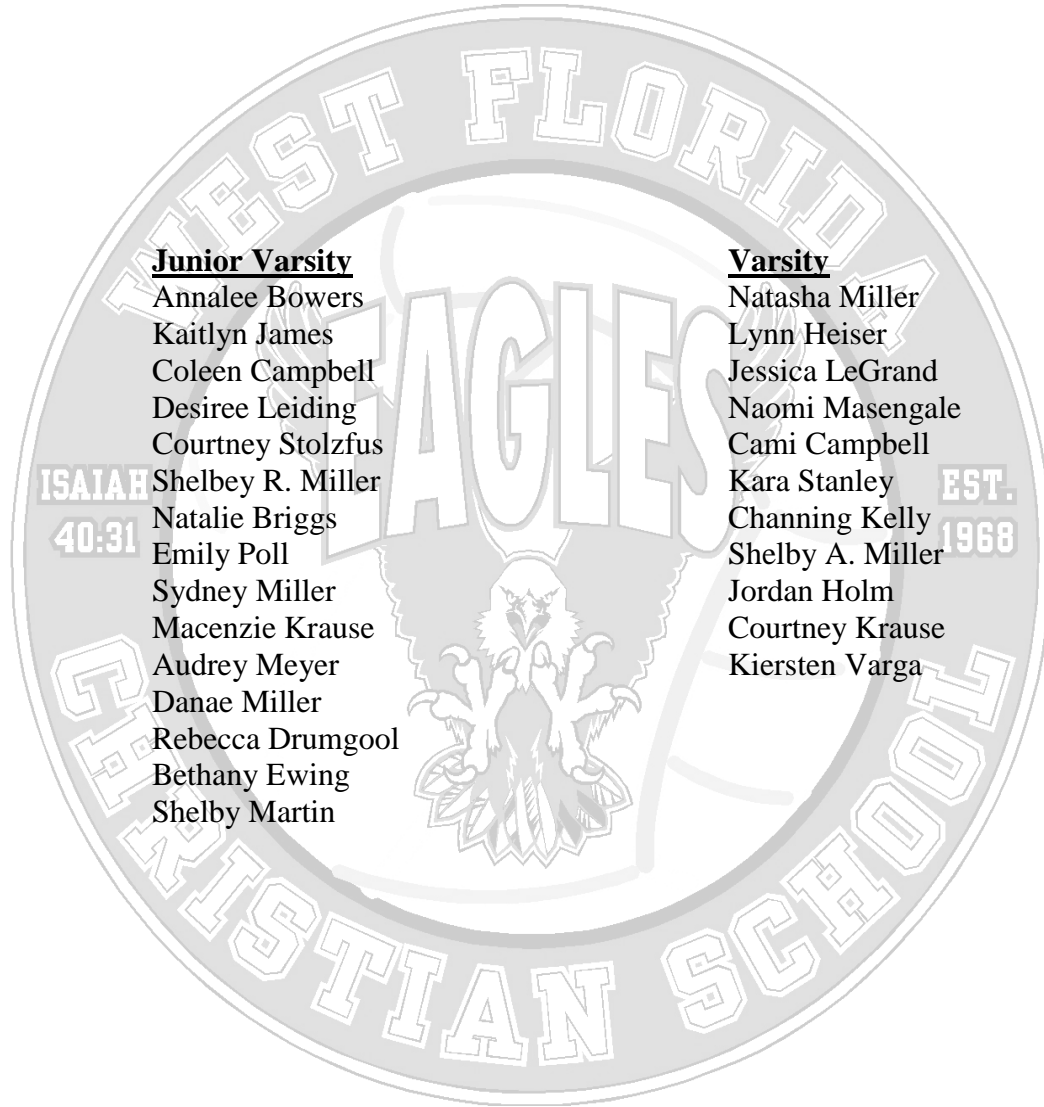 WEST FLORIDA
Junior Varsity
Annalee Bowers
Kaitlyn James
Coleen Campbell
Desiree Leiding
Courtney Stolzfus
Shelbey R. Miller
Natalie Briggs
Emily Poll
Sydney Miller
Macenzie Krause
Audrey Meyer
Danae Miller
Rebecca Drumgool
Bethany Ewing
Shelby Martin
Varsity
Natasha Miller
Lynn Heiser
Jessica LeGrand
Naomi Masengale
Cami Campbell
Kara Stanley
Channing Kelly
Shelby A. Miller
Jordan Holm
Courtney Krause
Kiersten Varga
EAGLES
ISAIAH
40:31
EST.
1968
CHRISTIAN SCHOOL